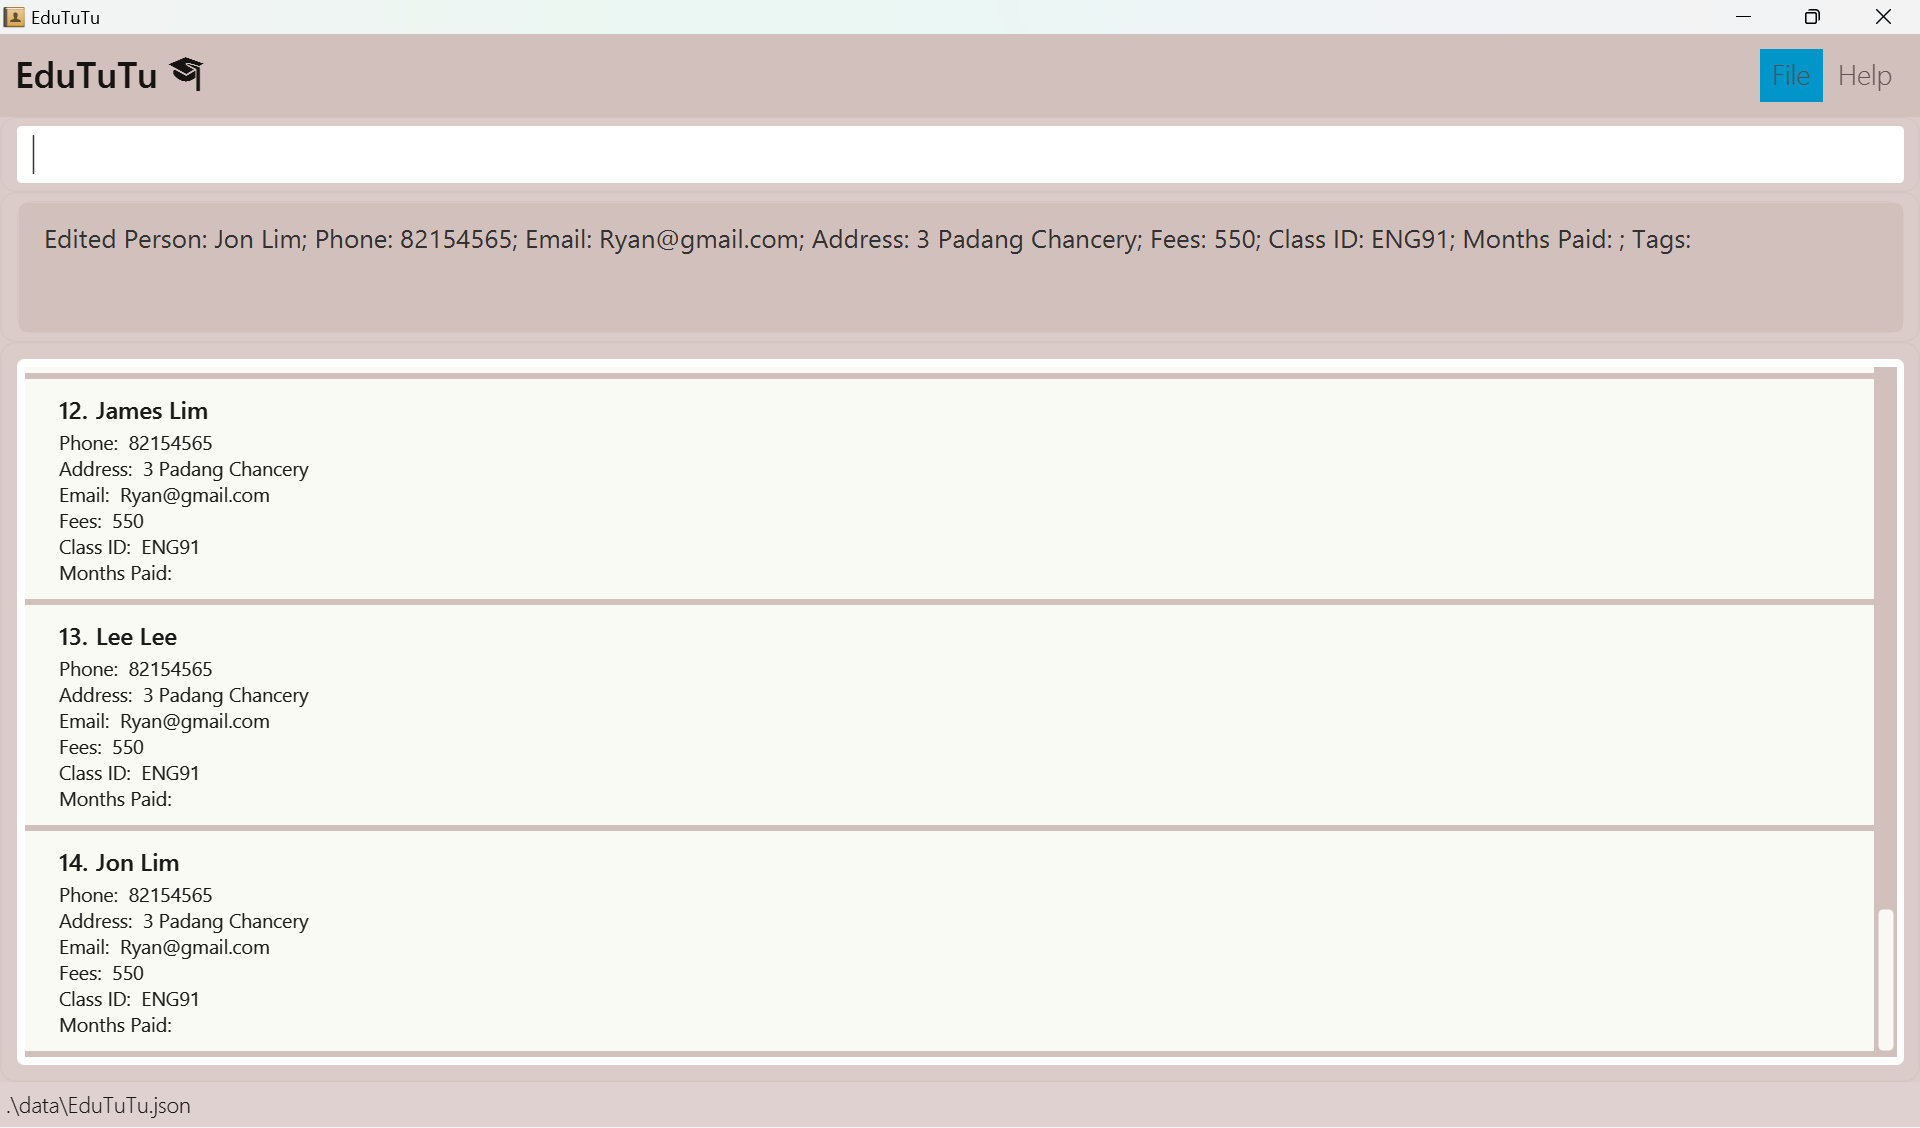 EduTuTu
EduTuTu
File Help
Edited Person: Jon Lim; Phone: 82154565; Email: Ryan@gmail.com; Address: 3 Padang Chancery; Fees: 550; Class ID: ENG91; Months Paid: ; Tags:
12. James Lim
Phone: 82154565
Address: 3 Padang Chancery
Email: Ryan@gmail.com
Fees: 550
Class ID: ENG91
Months Paid:
13. Lee Lee
Phone: 82154565
Address: 3 Padang Chancery
Email: Ryan@gmail.com
Fees: 550
Class ID: ENG91
Months Paid:
14. Jon Lim
Phone: 82154565
Address: 3 Padang Chancery
Email: Ryan@gmail.com
Fees: 550
Class ID: ENG91
Months Paid:
.\data\EduTuTu.json